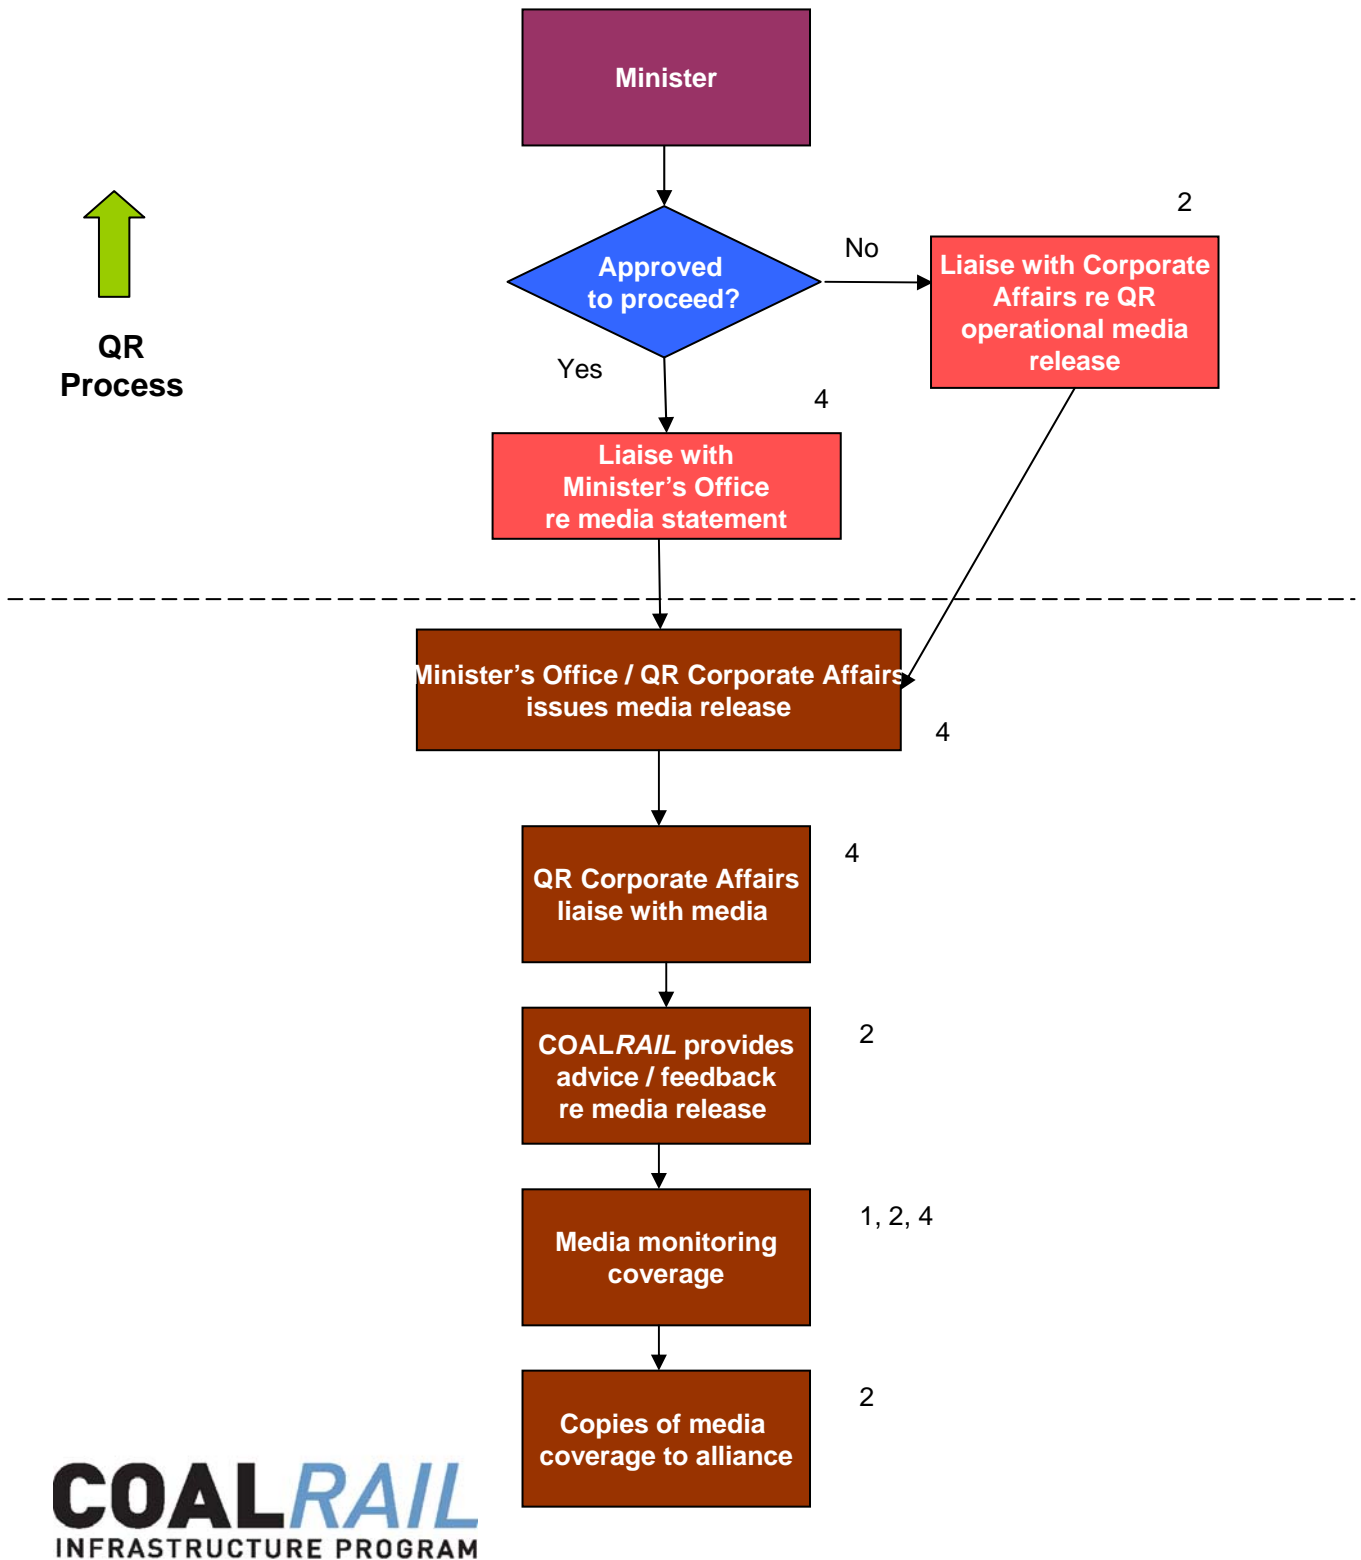 Minister
2
Approved
to proceed?
No
Liaise with Corporate
Affairs re QR
operational media
release
QR
Process
Yes
4
Liaise with
Minister’s Office
re media statement
Minister’s Office / QR Corporate Affairs
issues media release
4
QR Corporate Affairs
liaise with media
4
COALRAIL provides
advice / feedback
re media release
2
Media monitoring
coverage
1, 2, 4
Copies of media
coverage to alliance
2
COALRAIL
INFRASTRUCTURE PROGRAM